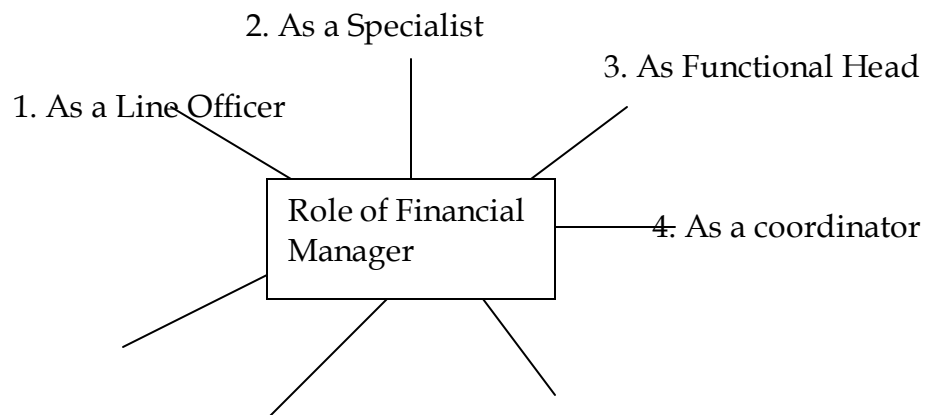 2. As a Specialist
3. As Functional Head
1. As a Line Officer
Role of Financial
Manager
4. As a coordinator